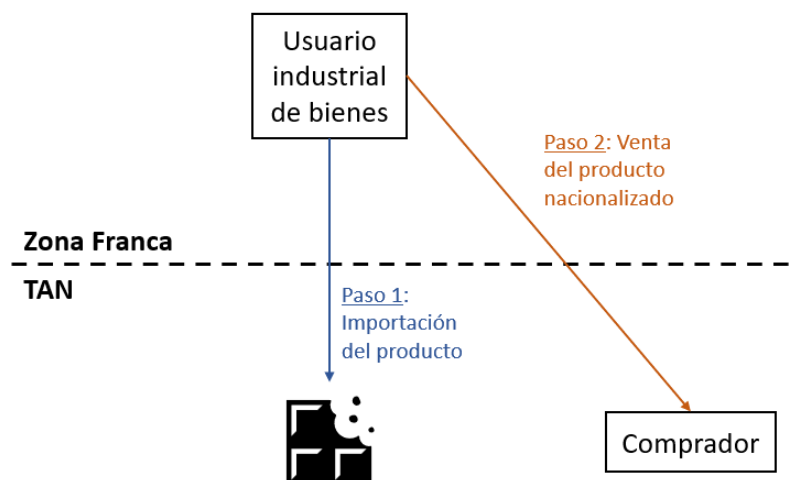 Usuario
industrial
de bienes
Paso 2: Venta
del producto
nacionalizado
Zona Franca
TAN
Paso 1:
Importación
del producto
Comprador